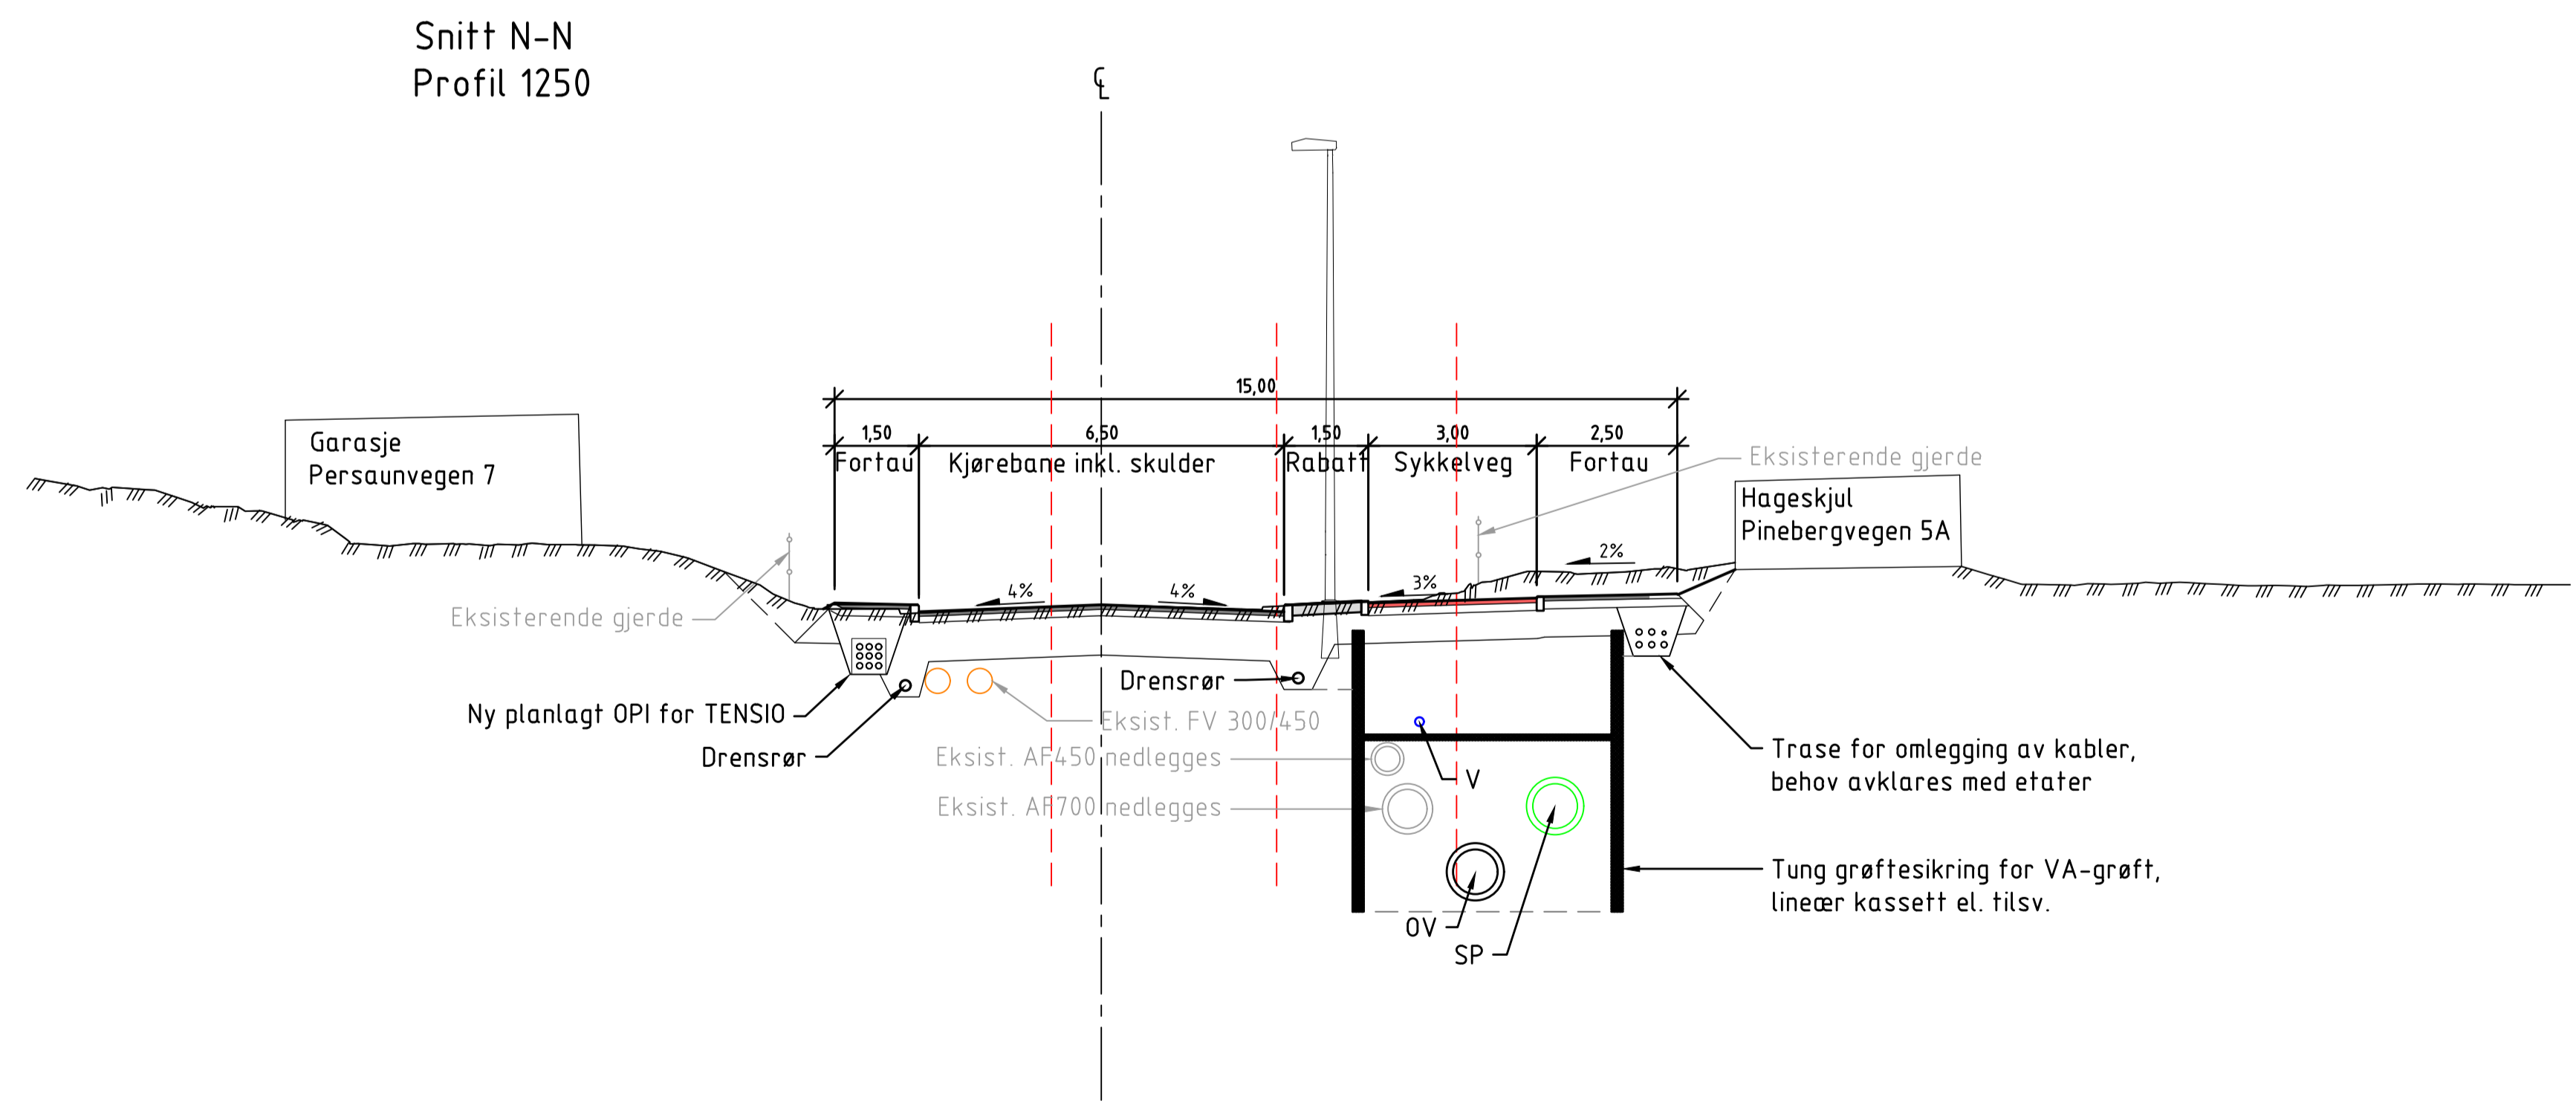 Snitt N-N
Profil 1250
℄
15,00
1,50
6,50
1,50
3,00
2,50
Fortau
Kjørebane inkl. skulder
Rabatt
Sykkelveg
Fortau
Eksisterende gjerde
Garasje
Persaunvegen 7
Hageskjul
Pinebergvegen 5A
4%
4%
3%
2%
Eksisterende gjerde
Drensrør
Ny planlagt OPI for TENSIO
Eksist. FV 300/450
Drensrør
Eksist. AF450 nedlegges
V
Trase for omlegging av kabler,
behov avklares med etater
Eksist. AF700 nedlegges
Tung grøftesikring for VA-grøft,
lineær kassett el. tilsv.
OV
SP